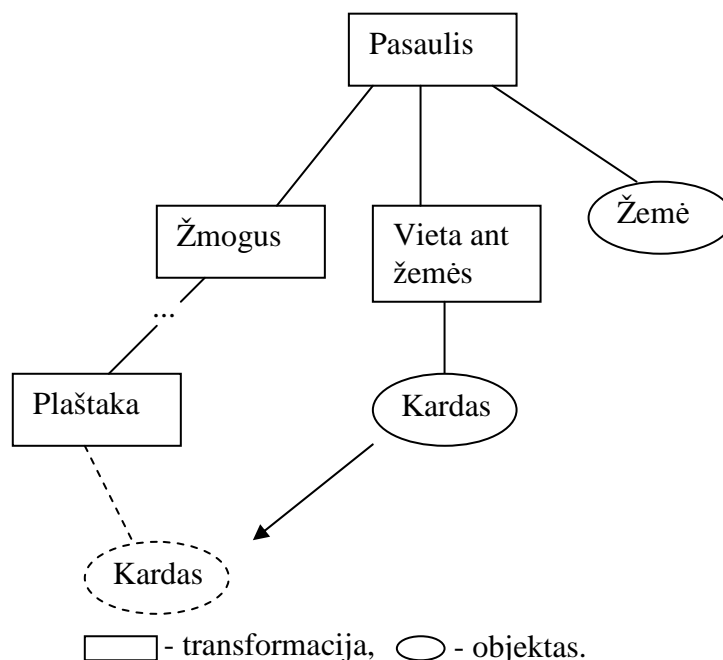 Pasaulis
Žmogus
Vieta ant
žemės
Žemė
...
Plaštaka
Kardas
Kardas
- transformacija,
- objektas.